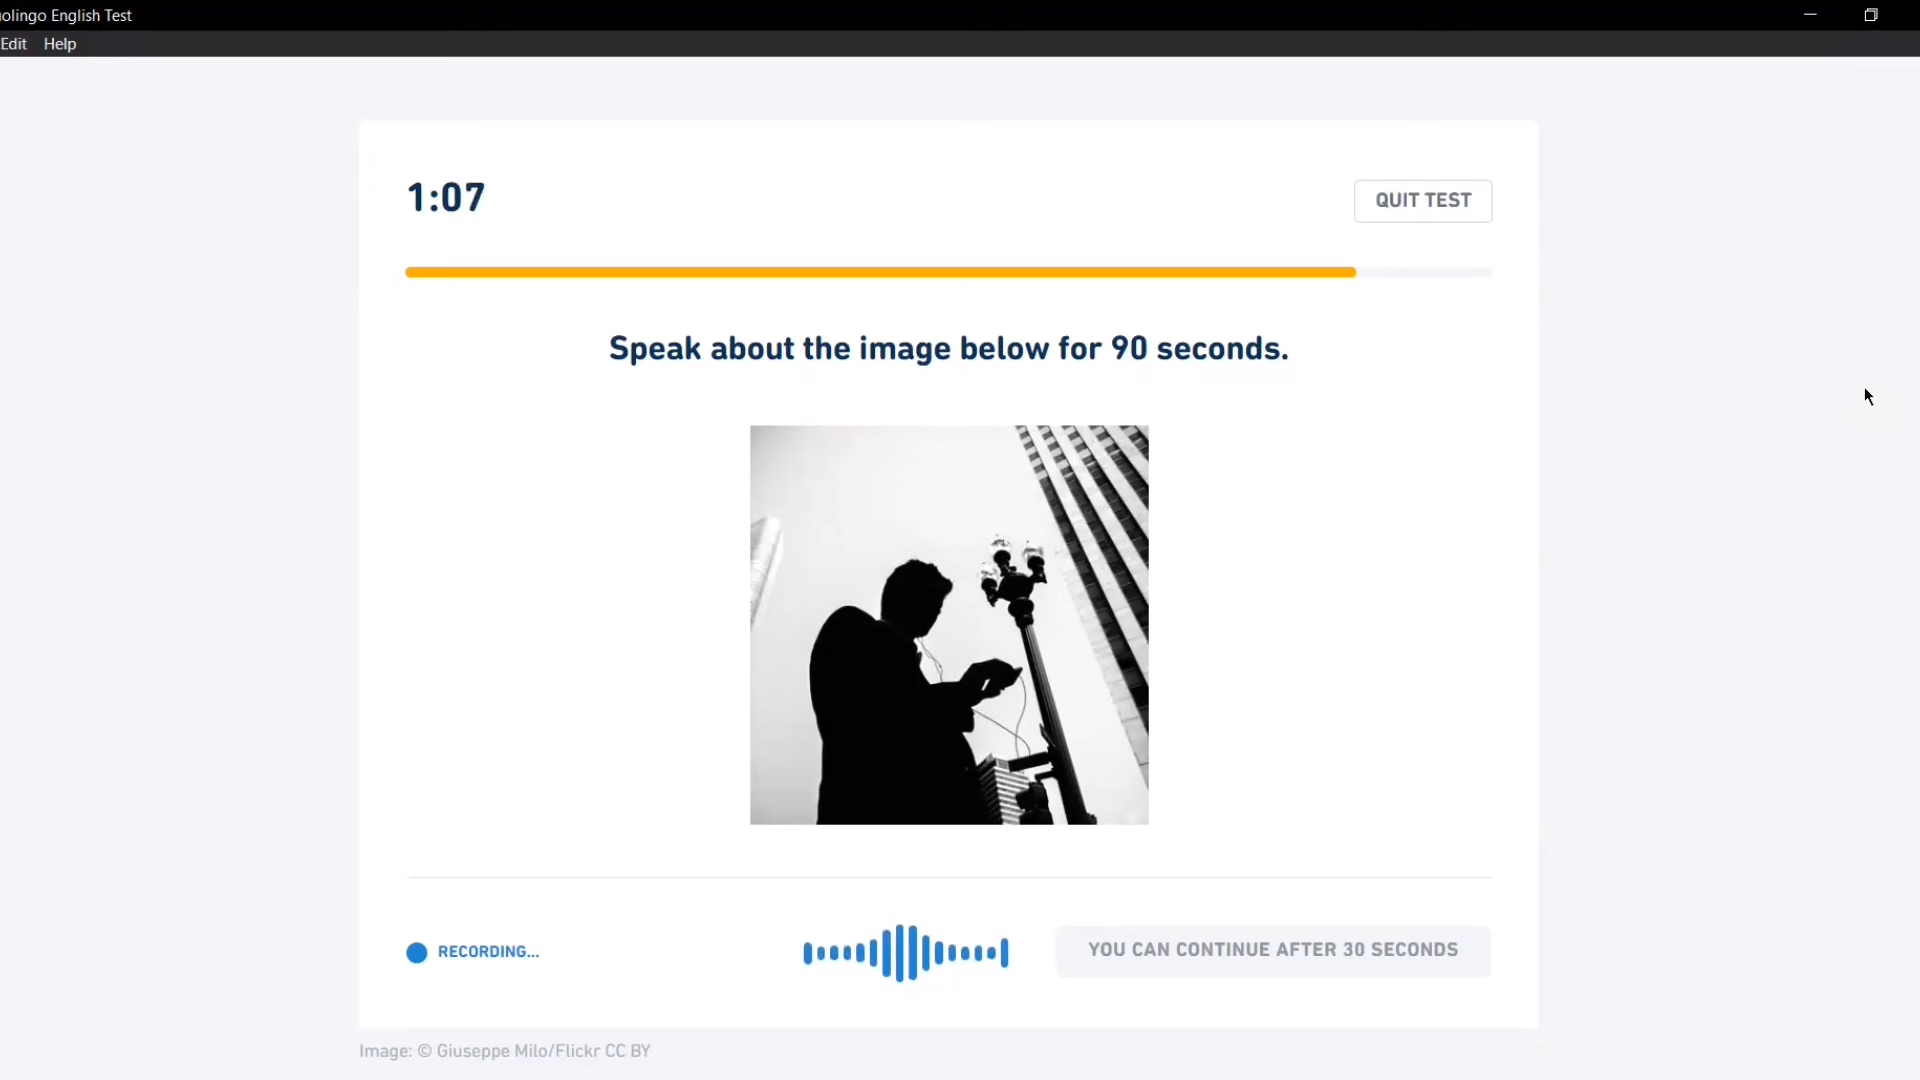 olingo English Test
Edit Help
1:07
QUIT TEST
Speak about the image below for 90 seconds.
RECORDING...
YOU CAN CONTINUE AFTER 30 SECONDS
Image: © Giuseppe Milo/Flickr CC BY